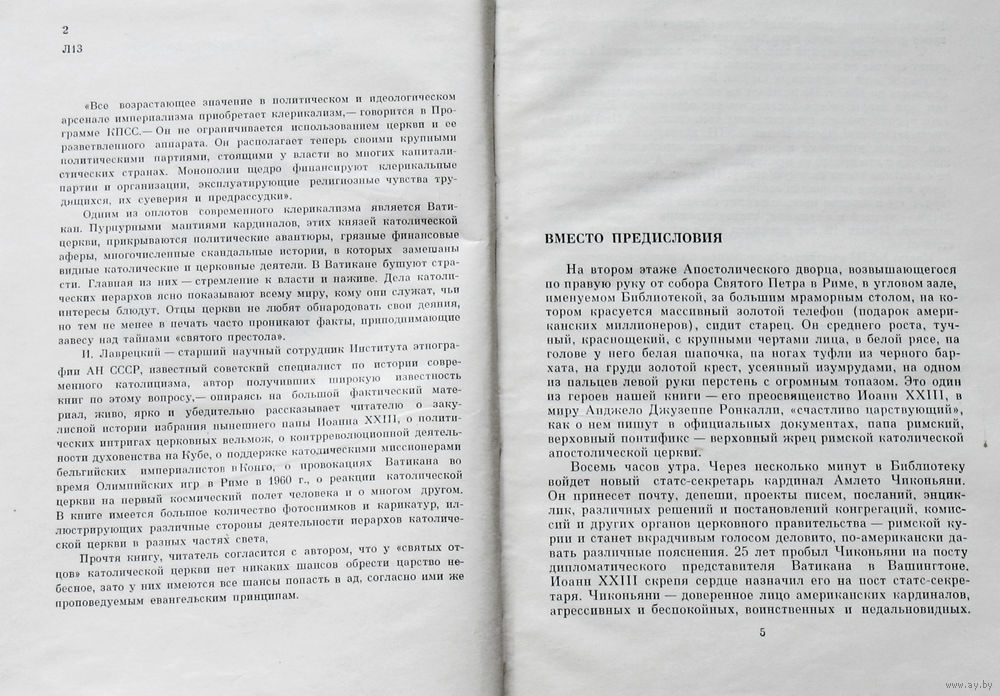 2
Л13
«Все возрастающее значение в политическом и идеологическом
арсенале империализма приобретает клерикализм,— говорится в Про-
грамме КПСС.— Он не ограничивается использованием церкви и ее
разветвленного аппарата. Он располагает теперь своими крупными
политическими партиями, стоящими у власти во многих капитали-
стических странах. Монополии щедро финансируют клерикальные
партии и организации, эксплуатирующие религиозные чувства тру-
дящихся, их суеверия и предрассудки».
Одним из оплотов современного клерикализма является Вати-
кан. Пурпурными мантиями кардиналов, этих князей католической
церкви, прикрываются политические авантюры, грязные финансовые
аферы, многочисленные скандальные истории, в которых замешаны
видные католические и церковные деятели. В Ватикане бушуют стра-
сти. Главная из них — стремление к власти и наживе. Дела католи-
ческих иерархов ясно показывают всему миру, кому они служат, чьи
интересы блюдут. Отцы церкви не любят обнародовать свои деяния,
но тем не менее в печать часто проникают факты, приподнимающие
завесу над тайнами «святого престола».
И. Лаврецкий — старший научный сотрудник Института этногра-
фии АН СССР, известный советский специалист по истории совре-
менного католицизма, автор получивших широкую известность
книг по этому вопросу,— опираясь на большой фактический мате-
риал, живо, ярко и убедительно рассказывает читателю о заку-
лисной истории избрания нынешнего папы Иоанна XXIII, о полити-
ческих интригах церковных вельмож, о контрреволюционной деятель-
ности духовенства на Кубе, о поддержке католическими миссионерами
бельгийских империалистов в Конго, о провокациях Ватикана во
время Олимпийских игр в Риме в 1960 г., о реакции католической
церкви на первый космический полет человека и о многом другом.
В книге имеется большое количество фотоснимков и карикатур, ил-
люстрирующих различные стороны деятельности иерархов католиче-
ской церкви в разных частях света.
Прочтя книгу, читатель согласится с автором, что у «святых от-
цов» католической церкви нет никаких шансов обрести царство не-
бесное, зато у них имеются все шансы попасть в ад, согласно ими же
проповедуемым евангельским принципам.
ВМЕСТО ПРЕДИСЛОВИЯ
На втором этаже Апостолического дворца, возвышающегося
по правую руку от собора Святого Петра в Риме, в угловом зале,
именуемом Библиотекой, за большим мраморным столом, на ко-
тором красуется массивный золотой телефон (подарок амери-
канских миллионеров), сидит старец. Он среднего роста, туч-
ный, краснощекий, с крупными чертами лица, в белой рясе, на
голове у него белая шапочка, на ногах туфли из черного бар-
хата, на груди золотой крест, усеянный изумрудами, на одном
из пальцев левой руки перстень с огромным топазом. Это один
из героев нашей книги — его преосвященство Иоанн XXIII, в
миру Анджело Джузеппе Ронкалли, «счастливо царствующий»,
как о нем пишут в официальных документах, папа римский,
верховный понтификс — верховный жрец римской католической
апостолической церкви.
Восемь часов утра. Через несколько минут в Библиотеку
войдет новый статс-секретарь кардинал Амлето Чиконьяни.
Он принесет почту, депеши, проекты писем, посланий, энцик-
лик, различных решений и постановлений конгрегаций, комис-
сий и других органов церковного правительства — римской ку-
рии и станет вкрадчивым голосом деловито, по-американски да-
вать различные пояснения. 25 лет пробыл Чиконьяни на посту
дипломатического представителя Ватикана в Вашингтоне.
Иоанн XXIII скрепя сердце назначил его на пост статс-секре-
таря. Чиконьяни — доверенное лицо американских кардиналов,
агрессивных и беспокойных, воинственных и недальновидных.
5
www.ay.by